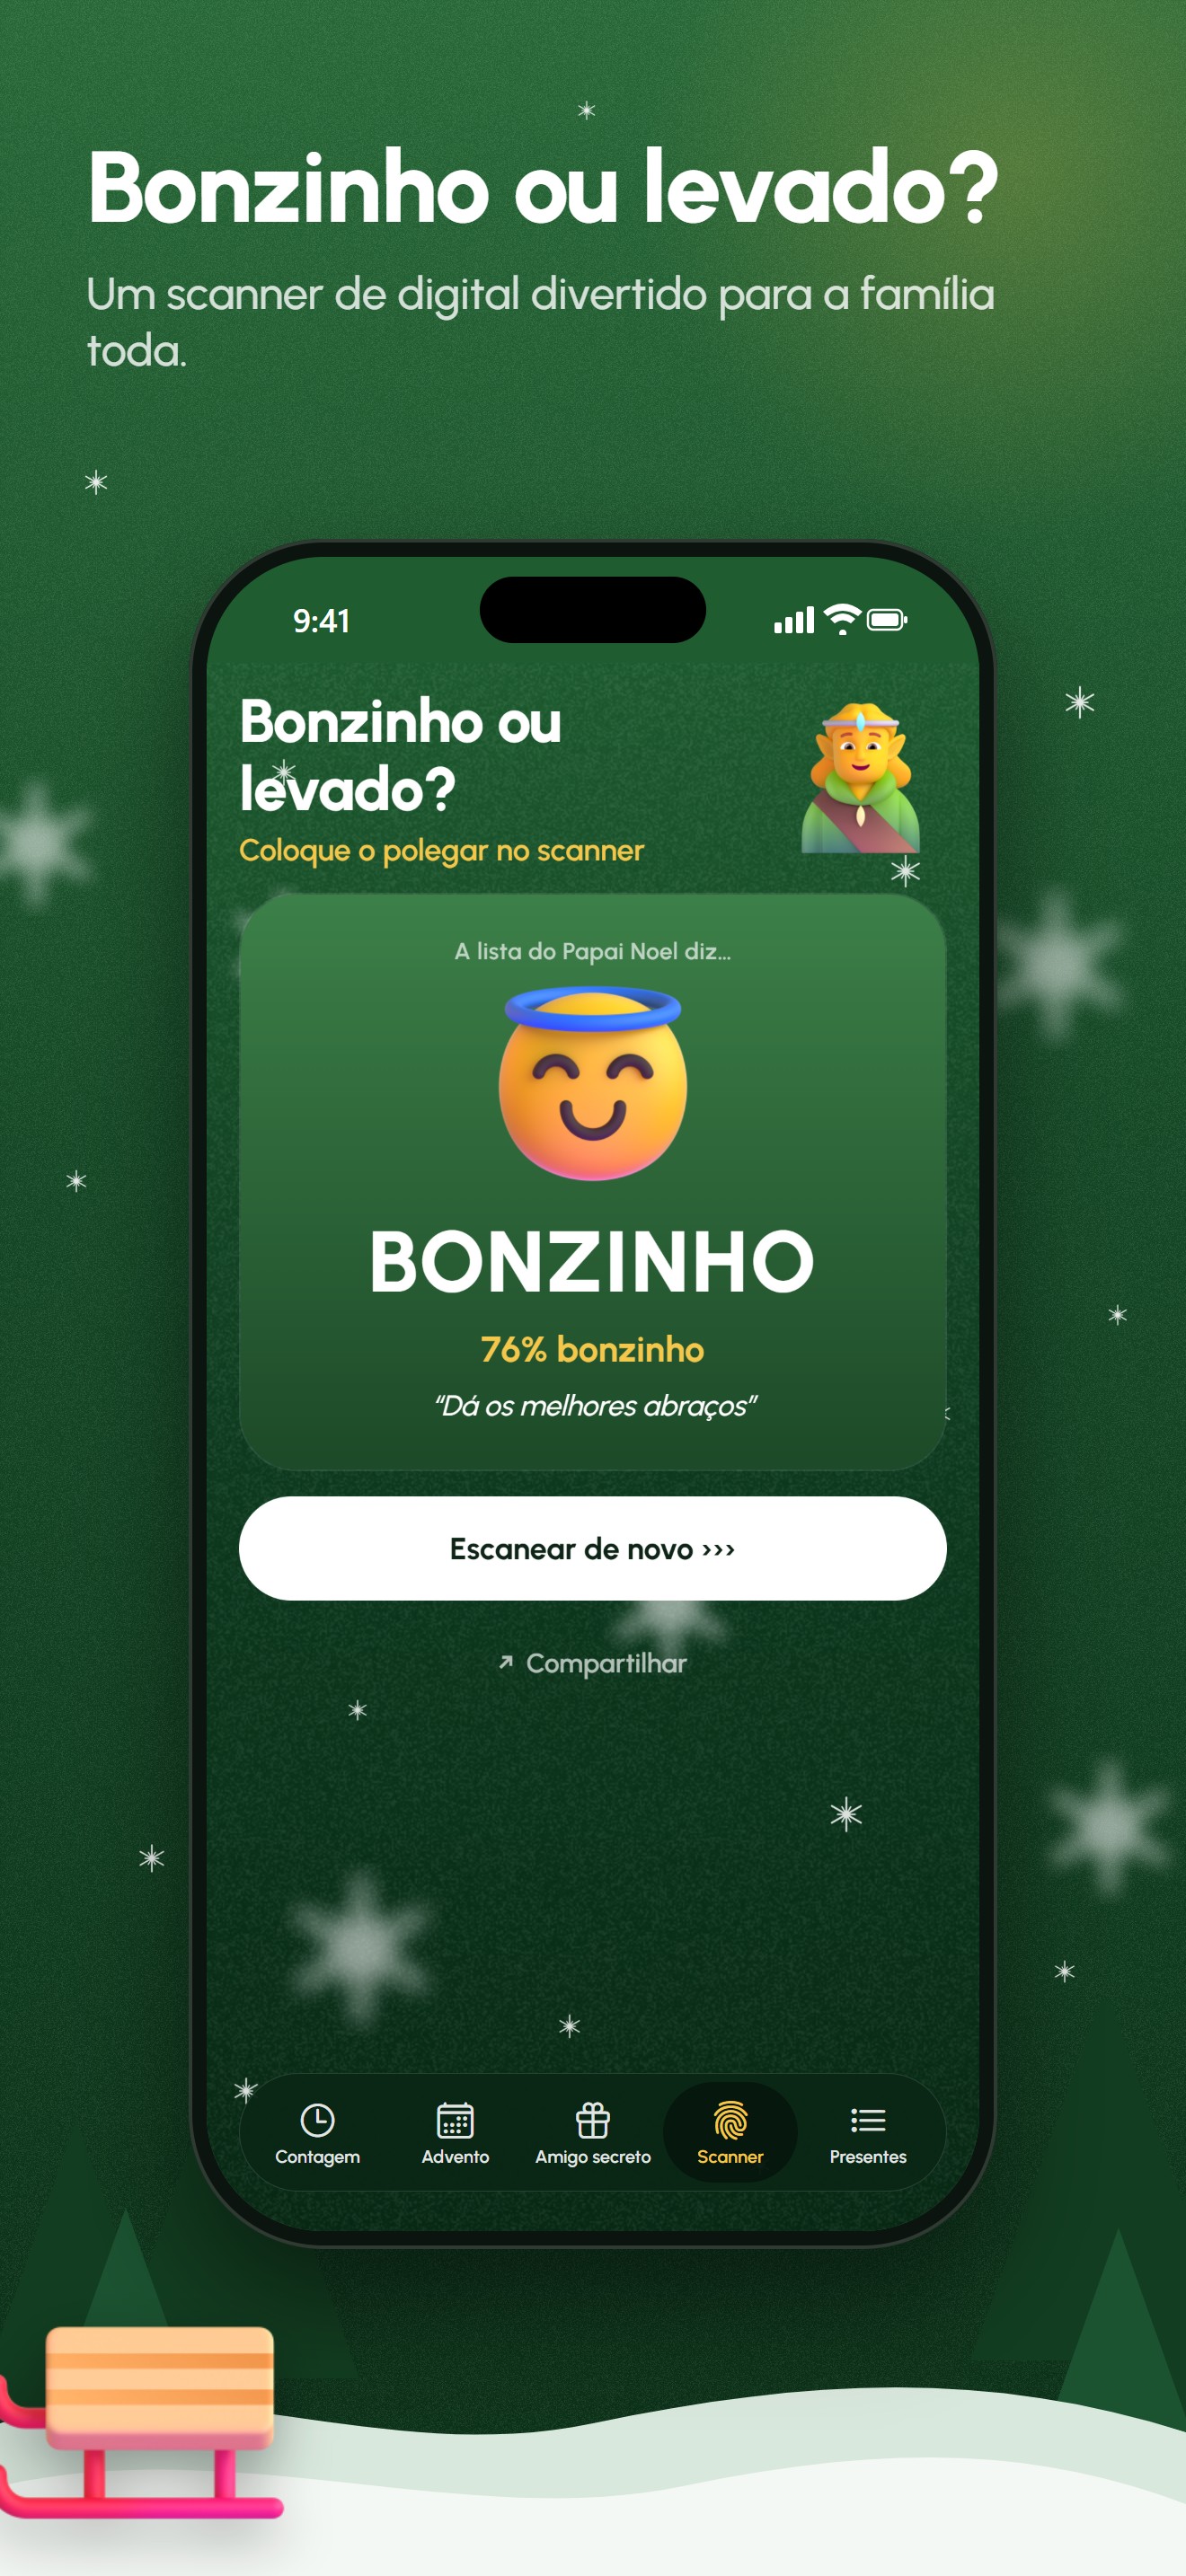 Bonzinho ou levado?
Um scanner de digital divertido para a família
toda.
9:41
Bonzinho ou
levado?
Coloque o polegar no scanner
A lista do Papai Noel diz...
BONZINHO
76% bonzinho
“Dá os melhores abraços”
Escanear de novo ›››
↗ Compartilhar
Contagem
Advento
Amigo secreto
Scanner
Presentes